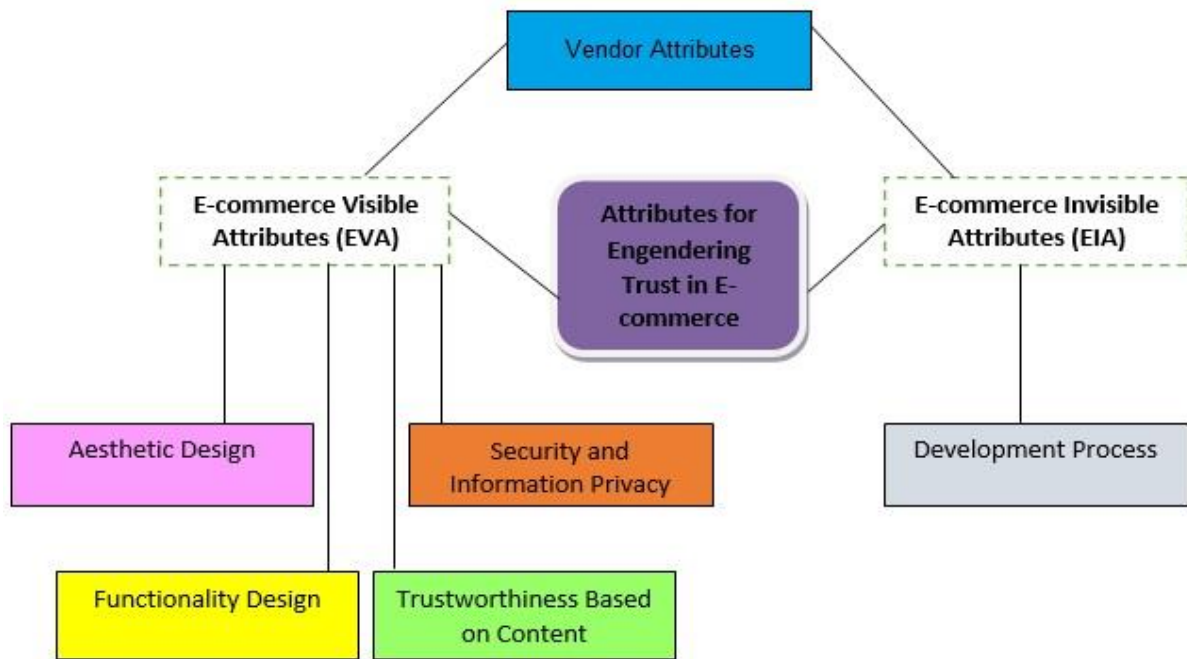 Vendor Attributes
E-commerce Visible
Attributes (EVA)
Attributes for
Engendering
Trust in E-
commerce
E-commerce Invisible
Attributes (EIA)
Aesthetic Design
Security and
Information Privacy
Development Process
Functionality Design
Trustworthiness Based
on Content